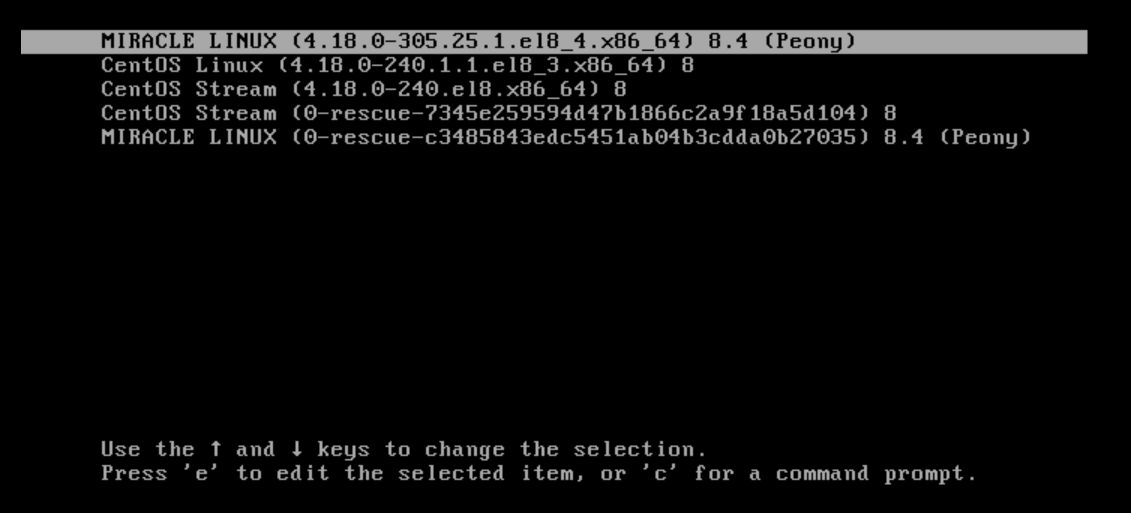 MIRACLE LINUX (4.18.0-305.25.1.el8_4.x86_64) 8.4 (Peony)
CentOS Linux (4.18.0-240.1.1.el8_3.x86_64) 8
CentOS Stream (4.18.0-240.el8.x86_64) 8
CentOS Stream (0-rescue-7345e259594d47b1866c2a9f18a5d104) 8
MIRACLE LINUX (0-rescue-c3485843edc5451ab04b3cdda0b27035) 8.4 (Peony)
Use the ↑ and ↓ keys to change the selection.
Press 'e' to edit the selected item, or 'c' for a command prompt.